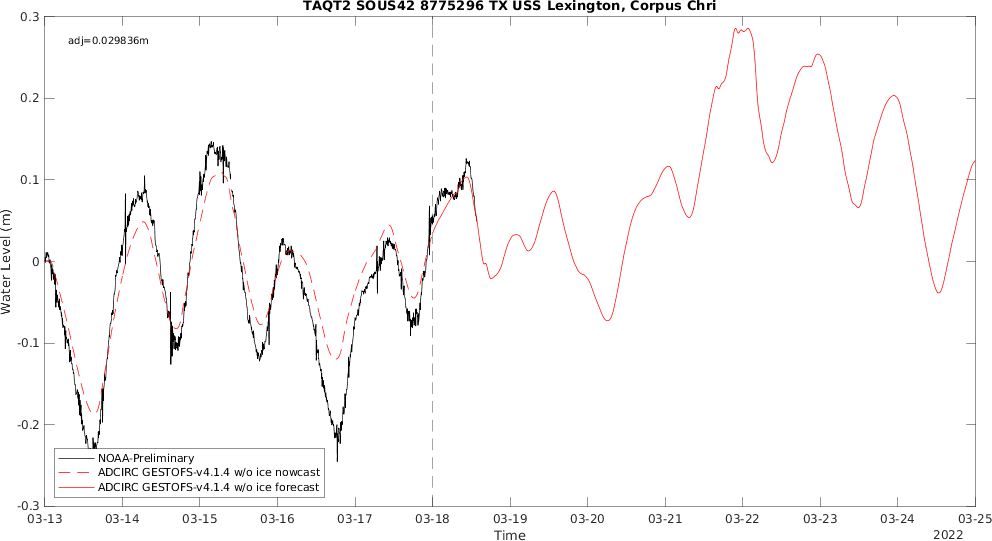 TAQT2 SOUS42 8775296 TX USS Lexington, Corpus Chri
adj=0.029836m
0.3
0.2
0.1
0
-0.1
-0.2
-0.3
Water Level (m)
NOAA-Preliminary
ADCIRC GESTOFS-v4.1.4 w/o ice nowcast
ADCIRC GESTOFS-v4.1.4 w/o ice forecast
03-13 03-14 03-15 03-16 03-17 03-18 03-19 03-20 03-21 03-22 03-23 03-24 03-25
Time
2022